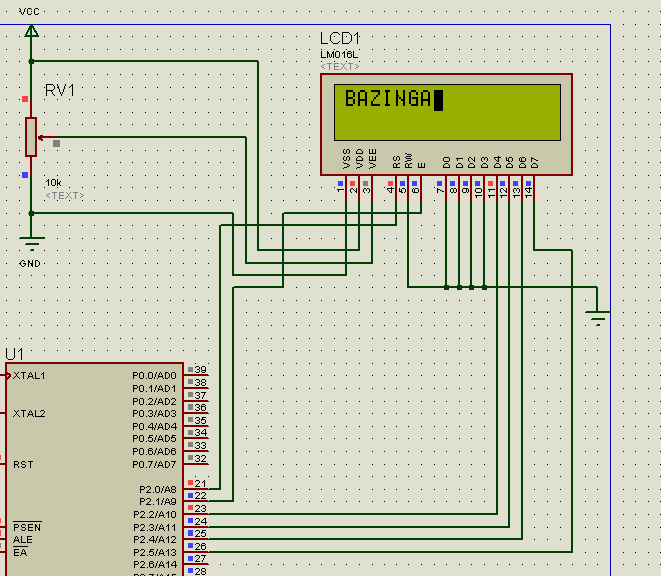 VCC
LCD1
LM016L
<TEXT>
BAZINGA
RV1
VSS
VDD
VEE
RS
RW
E
D0
D1
D2
D3
D4
D5
D6
D7
1
2
3
4
5
6
7
8
9
10
11
12
13
14
10k
<TEXT>
GND
U1
XTAL1
P0.0/AD0 39
P0.1/AD1 38
P0.2/AD2 37
XTAL2
P0.3/AD3 36
P0.4/AD4 35
P0.5/AD5 34
P0.6/AD6 33
RST
P0.7/AD7 32
P2.0/A8 21
P2.1/A9 22
P2.2/A10 23
PSEN
P2.3/A11 24
ALE
P2.4/A12 25
EA
P2.5/A13 26
P2.6/A14 27
28